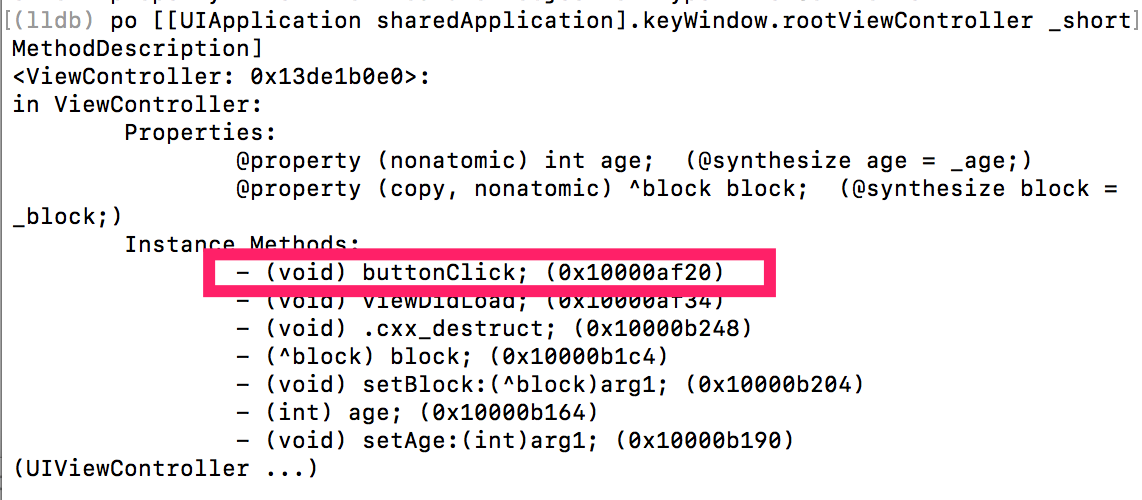 (lldb) po [[UIApplication sharedApplication].keyWindow.rootViewController _short
MethodDescription]
<ViewController: 0x13de1b0e0>:
in ViewController:
Properties:
@property (nonatomic) int age;  (@synthesize age = _age;)
@property (copy, nonatomic) ^block block;  (@synthesize block =
_block;)
Instance Methods:
- (void) buttonClick; (0x10000af20)
- (void) viewDidLoad; (0x10000af34)
- (void) .cxx_destruct; (0x10000b248)
- (^block) block; (0x10000b1c4)
- (void) setBlock:(^block)arg1; (0x10000b204)
- (int) age; (0x10000b164)
- (void) setAge:(int)arg1; (0x10000b190)
(UIViewController ...)